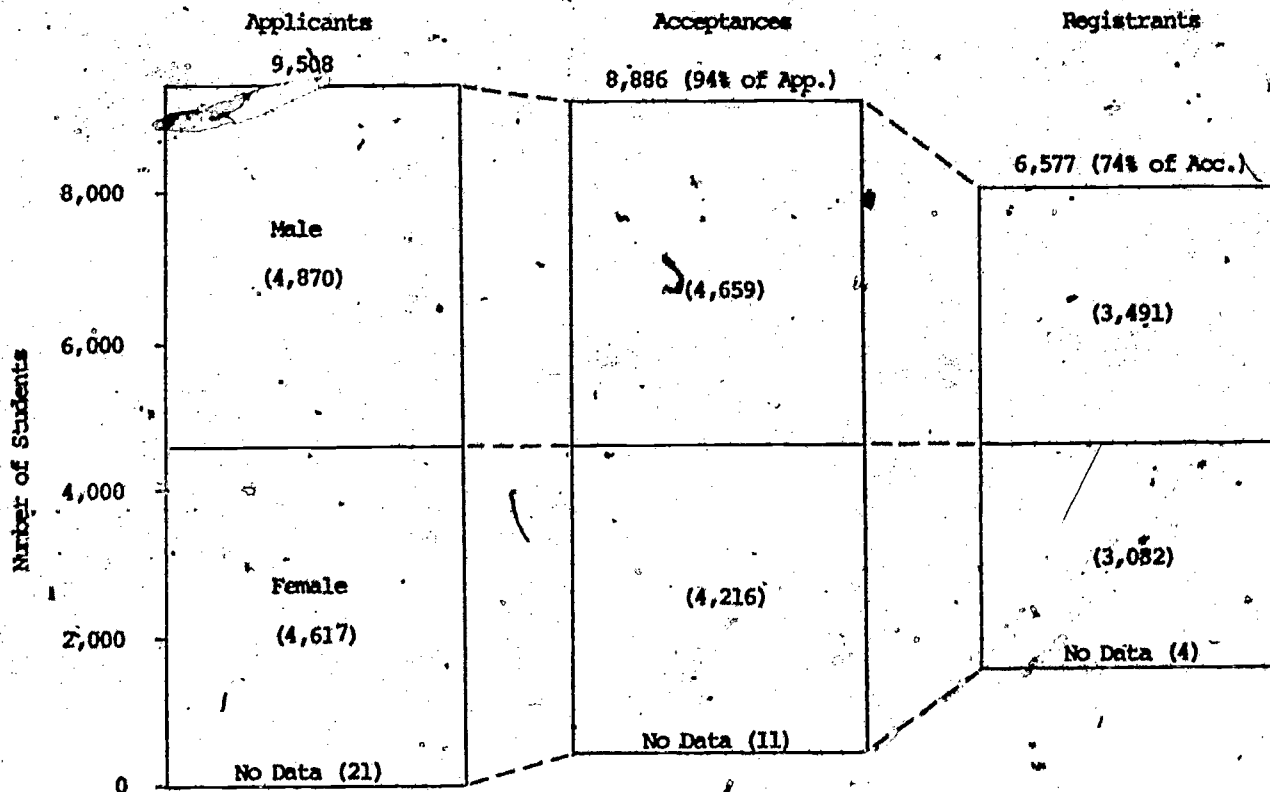 Applicants
9,508
Acceptances
8,886 (94% of App.)
Registrants
6,577 (74% of Acc.)
Number of Students
8,000
6,000
4,000
2,000
0
Male
(4,870)
(4,659)
(3,491)
Female
(4,617)
(4,216)
(3,082)
No Data (21)
No Data (11)
No Data (4)